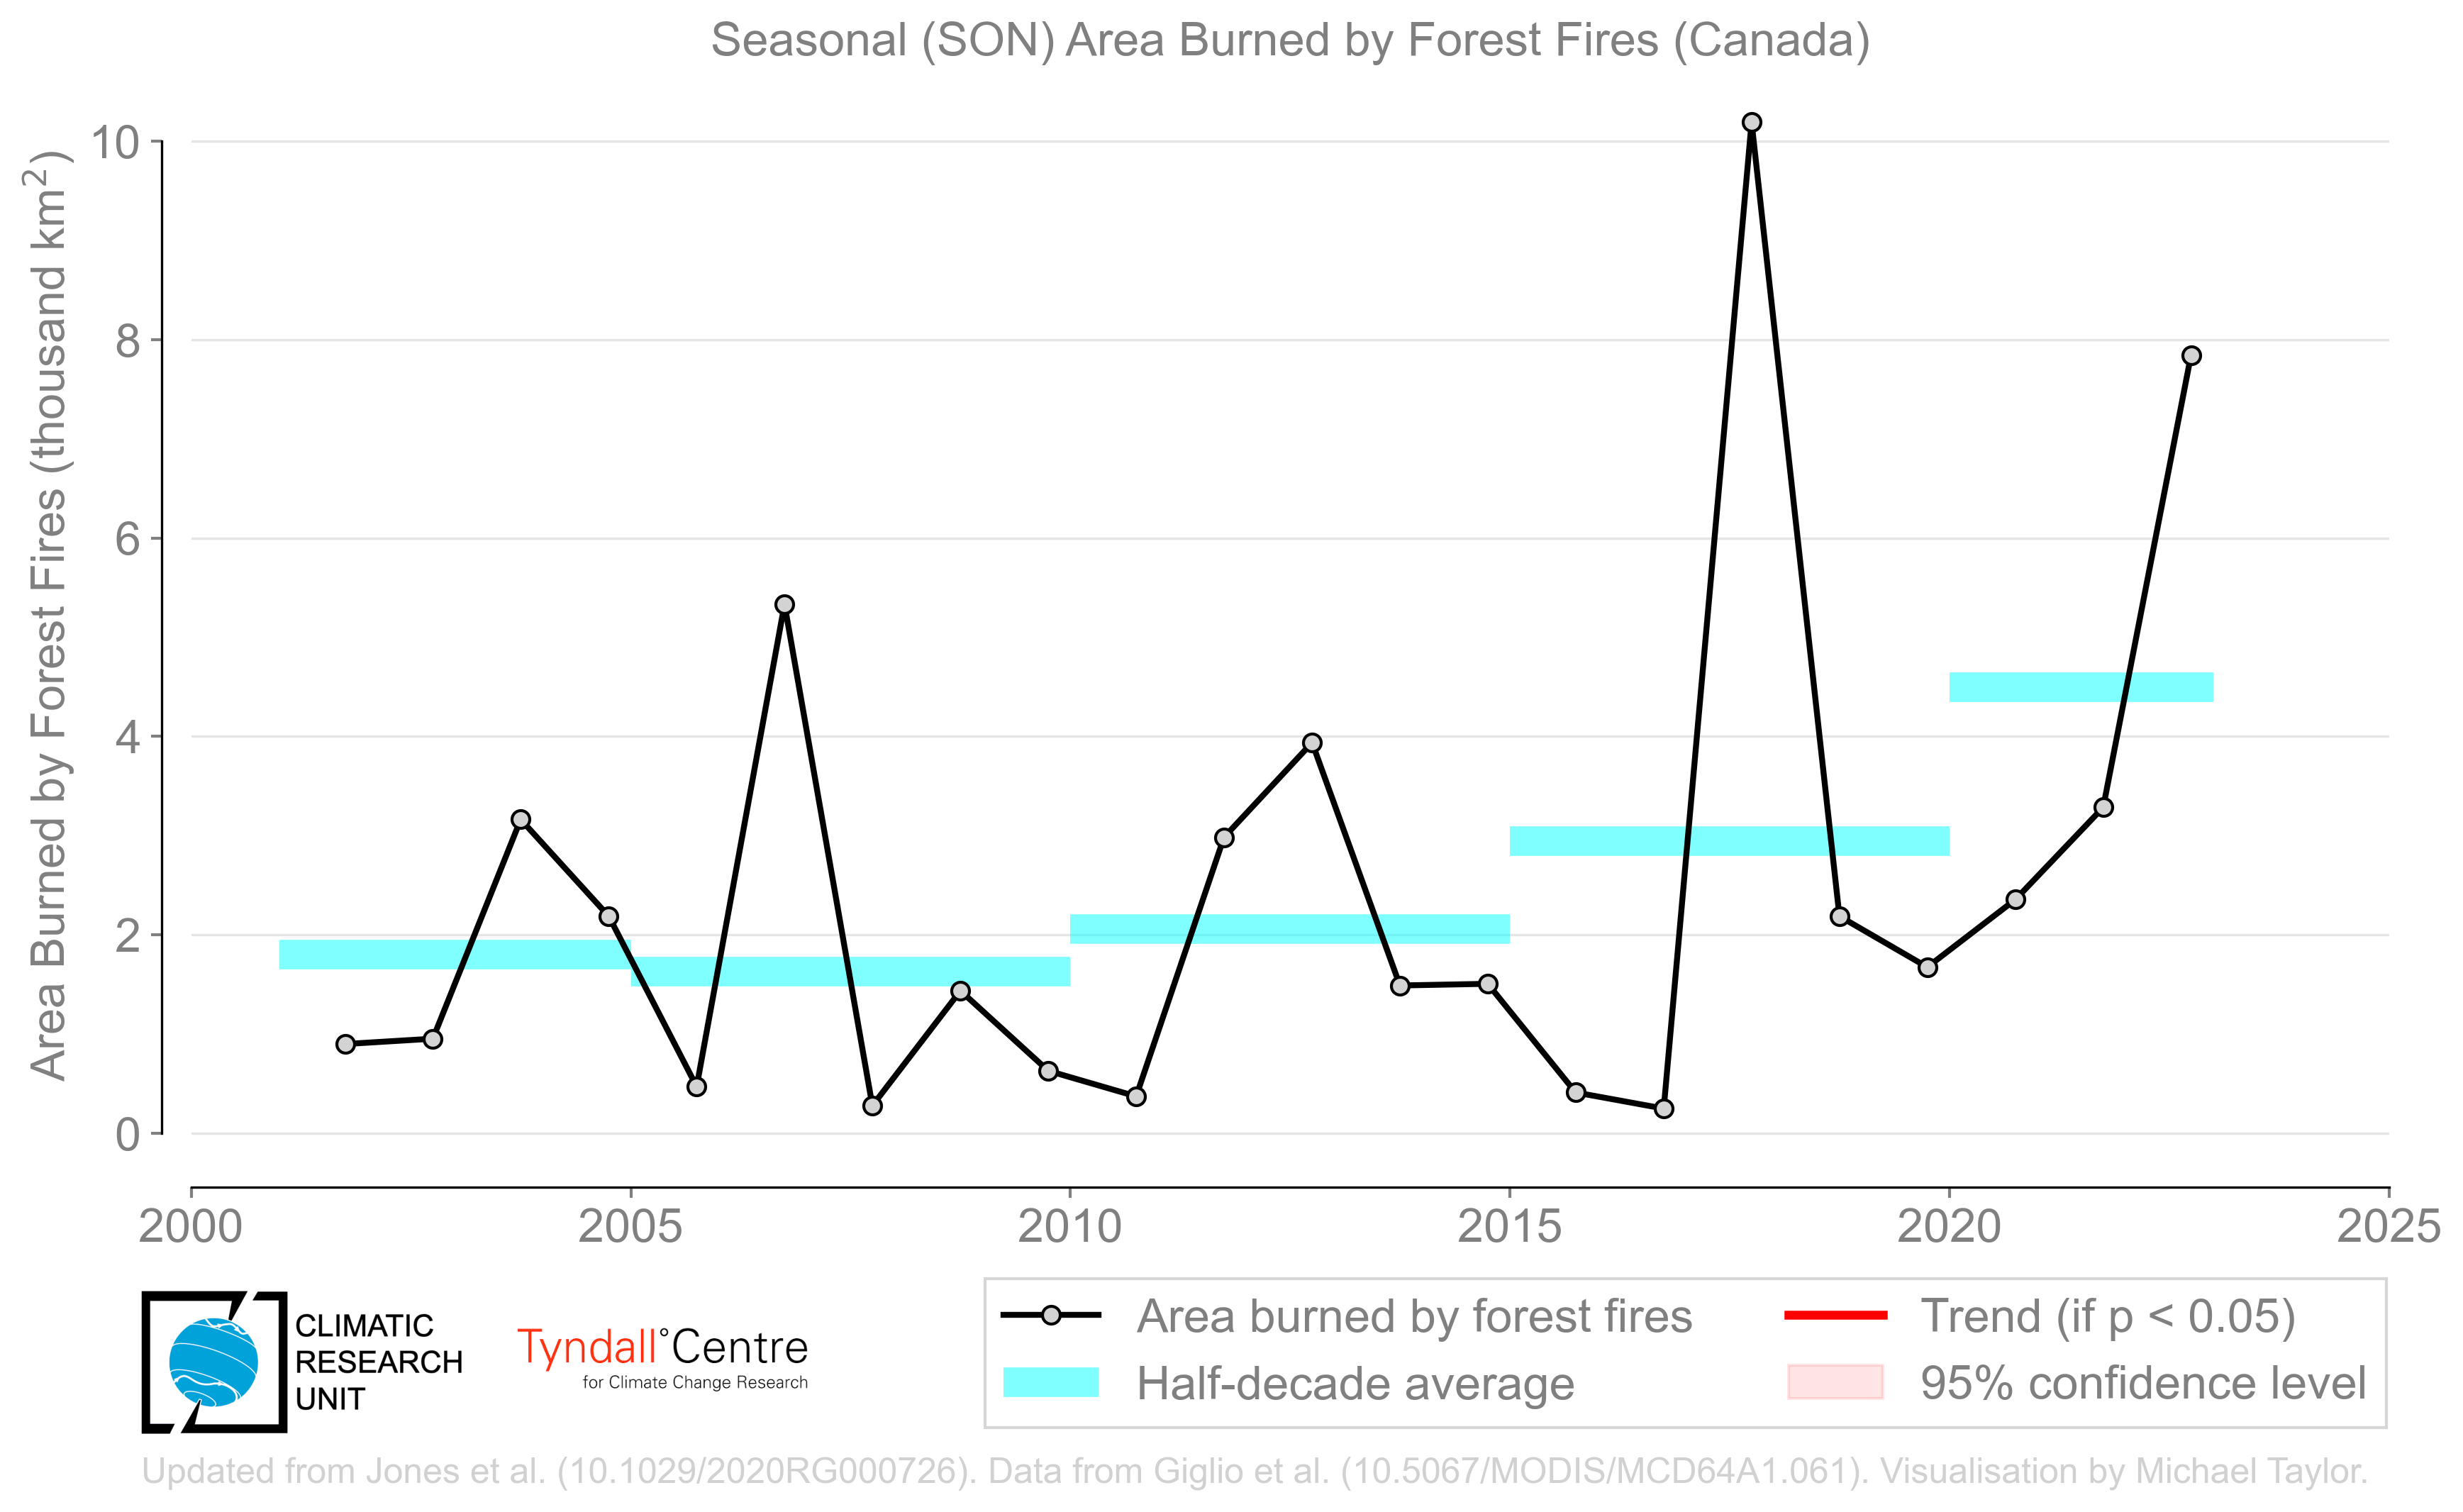 Seasonal (SON) Area Burned by Forest Fires (Canada)
Area Burned by Forest Fires (thousand km²)
10
8
6
4
2
0
2000 2005 2010 2015 2020 2025
CLIMATIC
RESEARCH
UNIT
Tyndall°Centre
for Climate Change Research
Area burned by forest fires
Half-decade average
Trend (if p < 0.05)
95% confidence level
Updated from Jones et al. (10.1029/2020RG000726). Data from Giglio et al. (10.5067/MODIS/MCD64A1.061). Visualisation by Michael Taylor.